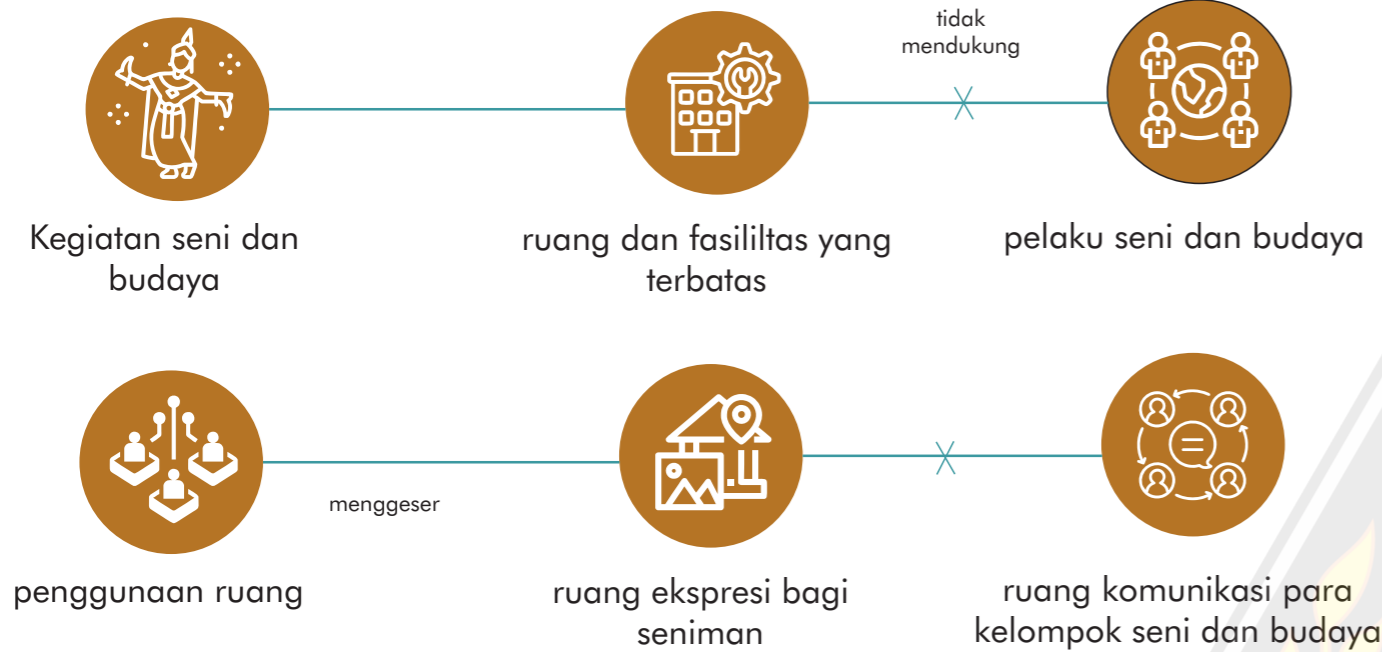 tidak
mendukung
Kegiatan seni dan
budaya
ruang dan fasililtas yang
terbatas
pelaku seni dan budaya
menggeser
penggunaan ruang
ruang ekspresi bagi
seniman
ruang komunikasi para
kelompok seni dan budaya